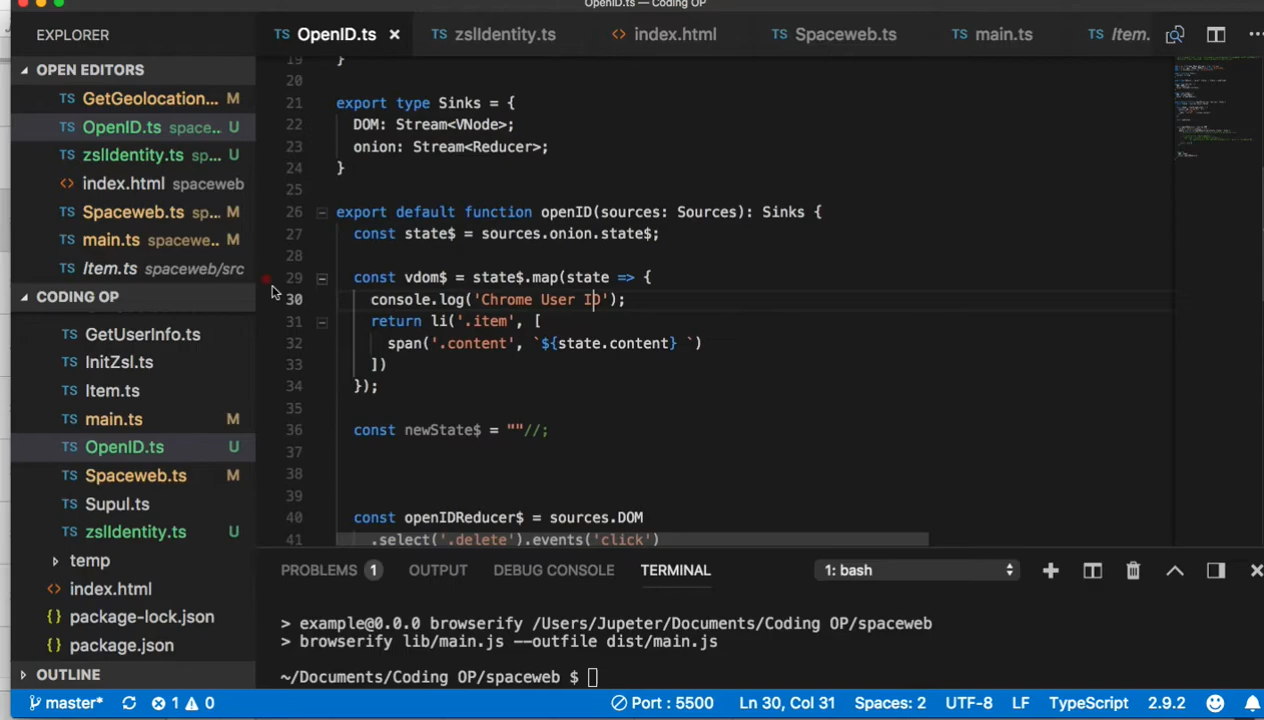 OpenID.ts — Coding OP
EXPLORER
TS OpenID.ts ×
TS zslIdentity.ts
<> index.html
TS Spaceweb.ts
TS main.ts
TS Item.
OPEN EDITORS
TS GetGeolocation... M
TS OpenID.ts space... U
TS zslIdentity.ts sp... U
<> index.html spaceweb
TS Spaceweb.ts sp... M
TS main.ts spacewe... M
TS Item.ts spaceweb/src
CODING OP
TS GetUserInfo.ts
TS InitZsl.ts
TS Item.ts
TS main.ts M
TS OpenID.ts U
TS Spaceweb.ts M
TS Supul.ts
TS zslIdentity.ts U
temp
<> index.html
{} package-lock.json
{} package.json
OUTLINE
19 }
20
21 export type Sinks = {
22 DOM: Stream<VNode>;
23 onion: Stream<Reducer>;
24 }
25
26 export default function openID(sources: Sources): Sinks {
27 const state$ = sources.onion.state$;
28
29 const vdom$ = state$.map(state => {
30 console.log('Chrome User ID');
31 return li('.item', [
32 span('.content', `${state.content} `)
33 ])
34 });
35
36 const newState$ = ""//;
37
38
39
40 const openIDReducer$ = sources.DOM
41 .select('.delete').events('click')
PROBLEMS 1 OUTPUT DEBUG CONSOLE TERMINAL 1: bash
> example@0.0.0 browserify /Users/Jupeter/Documents/Coding OP/spaceweb
> browserify lib/main.js --outfile dist/main.js
~/Documents/Coding OP/spaceweb $
master* 1 0 Port : 5500 Ln 30, Col 31 Spaces: 2 UTF-8 LF TypeScript 2.9.2